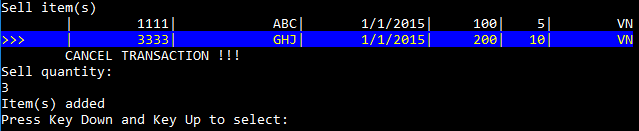 Sell item(s)
| 1111| ABC| 1/1/2015| 100| 5| VN
>>> | 3333| GHJ| 1/1/2015| 200| 10| VN
CANCEL TRANSACTION !!!
Sell quantity:
3
Item(s) added
Press Key Down and Key Up to select: